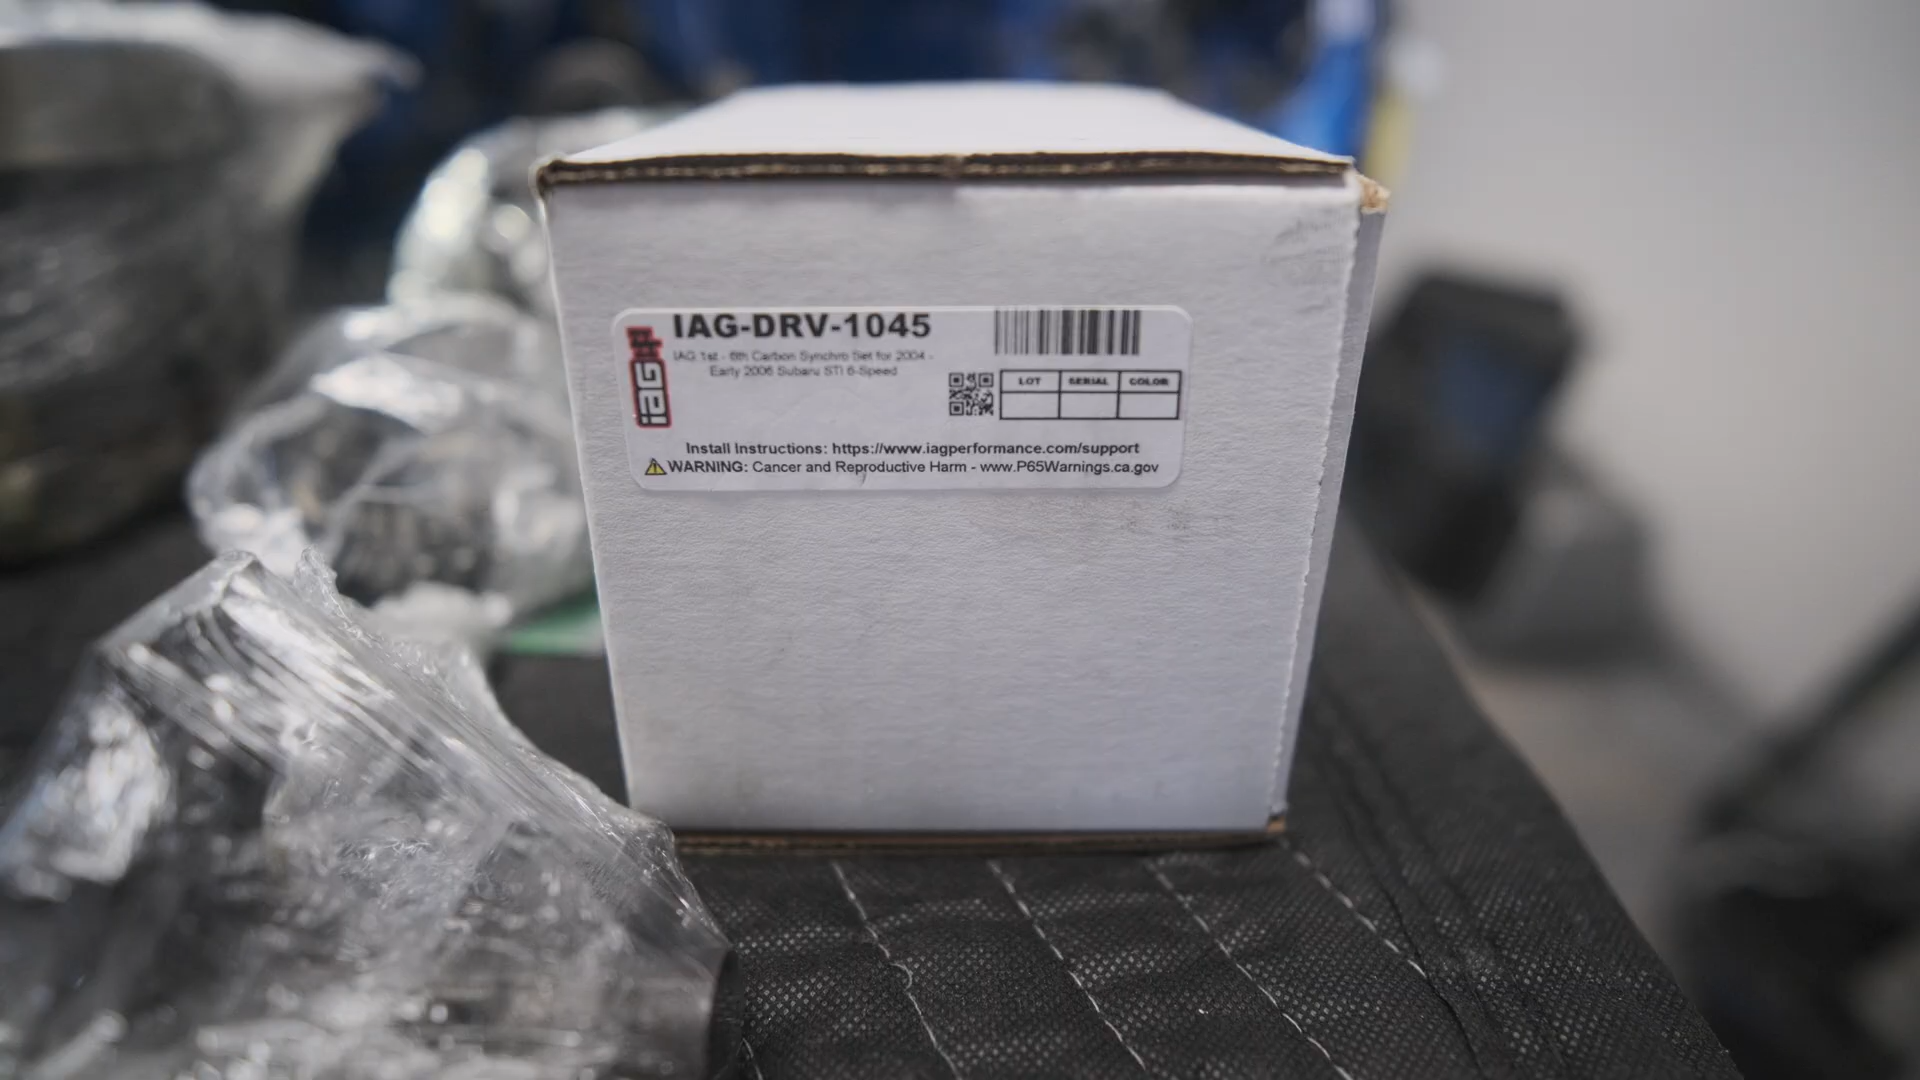 IAG-DRV-1045
IAG 1st - 6th Carbon Synchro Set for 2004 -
Early 2006 Subaru STI 6-Speed
iAG
LOT SERIAL COLOR
Install Instructions: https://www.iagperformance.com/support
WARNING: Cancer and Reproductive Harm - www.P65Warnings.ca.gov